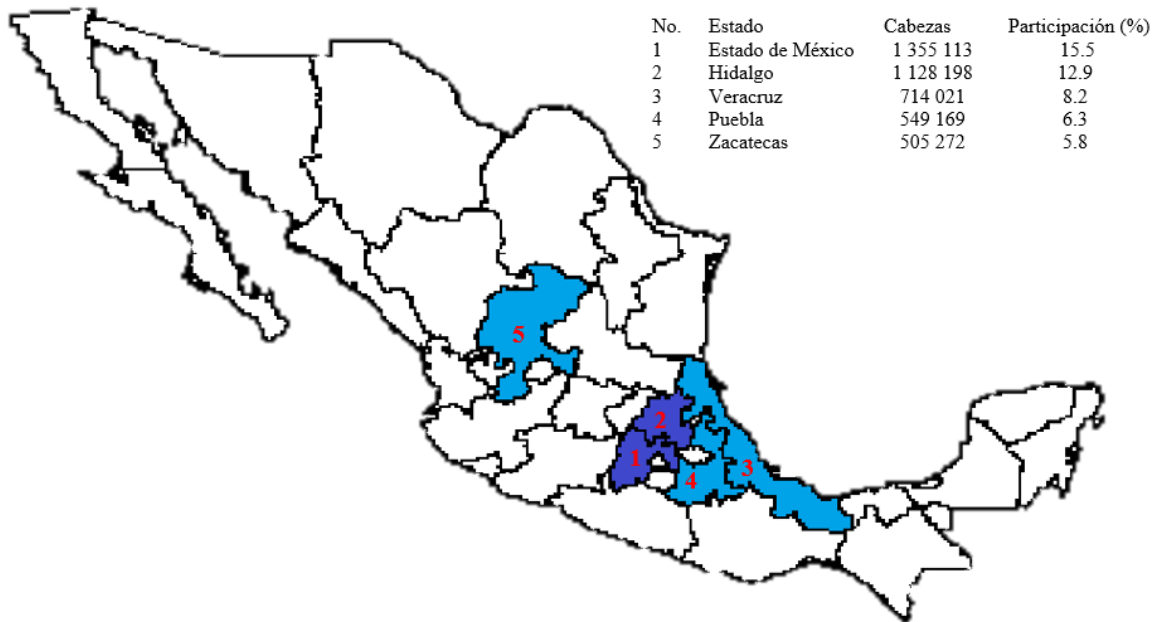 No. Estado Cabezas Participación (%)
1 Estado de México 1 355 113 15.5
2 Hidalgo 1 128 198 12.9
3 Veracruz 714 021 8.2
4 Puebla 549 169 6.3
5 Zacatecas 505 272 5.8
5
2
1
3
4